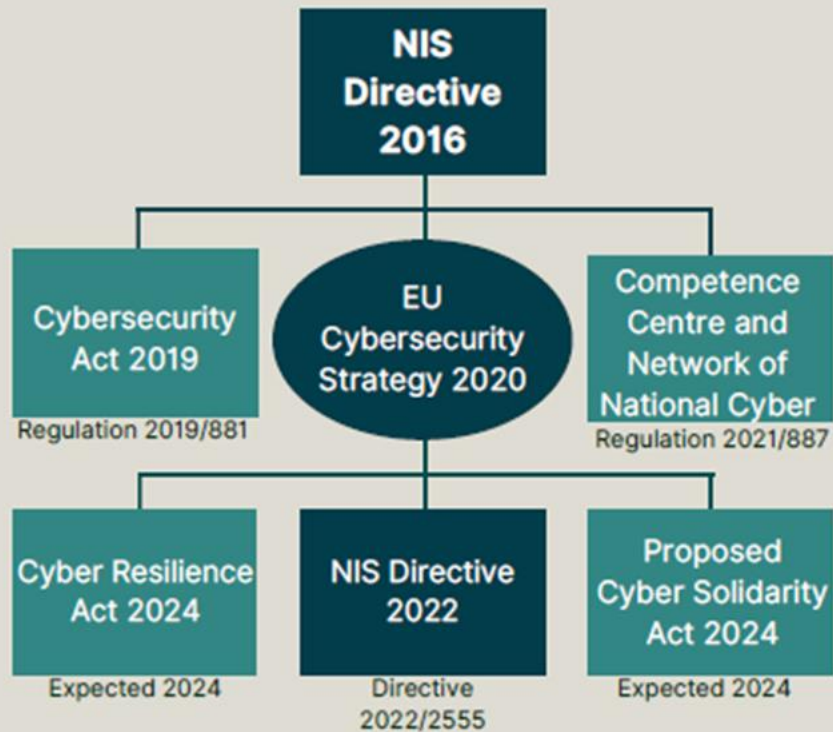 NIS
Directive
2016
Cybersecurity
Act 2019
Regulation 2019/881
EU
Cybersecurity
Strategy 2020
Competence
Centre and
Network of
National Cyber
Regulation 2021/887
Cyber Resilience
Act 2024
Expected 2024
NIS Directive
2022
Directive
2022/2555
Proposed
Cyber Solidarity
Act 2024
Expected 2024